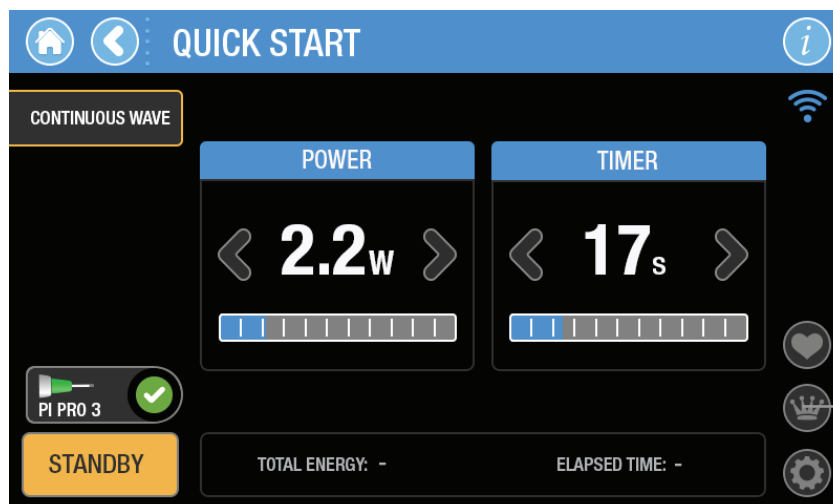 QUICK START
i
CONTINUOUS WAVE
POWER
TIMER
2.2W
17s
PI PRO 3
STANDBY
TOTAL ENERGY: -
ELAPSED TIME: -